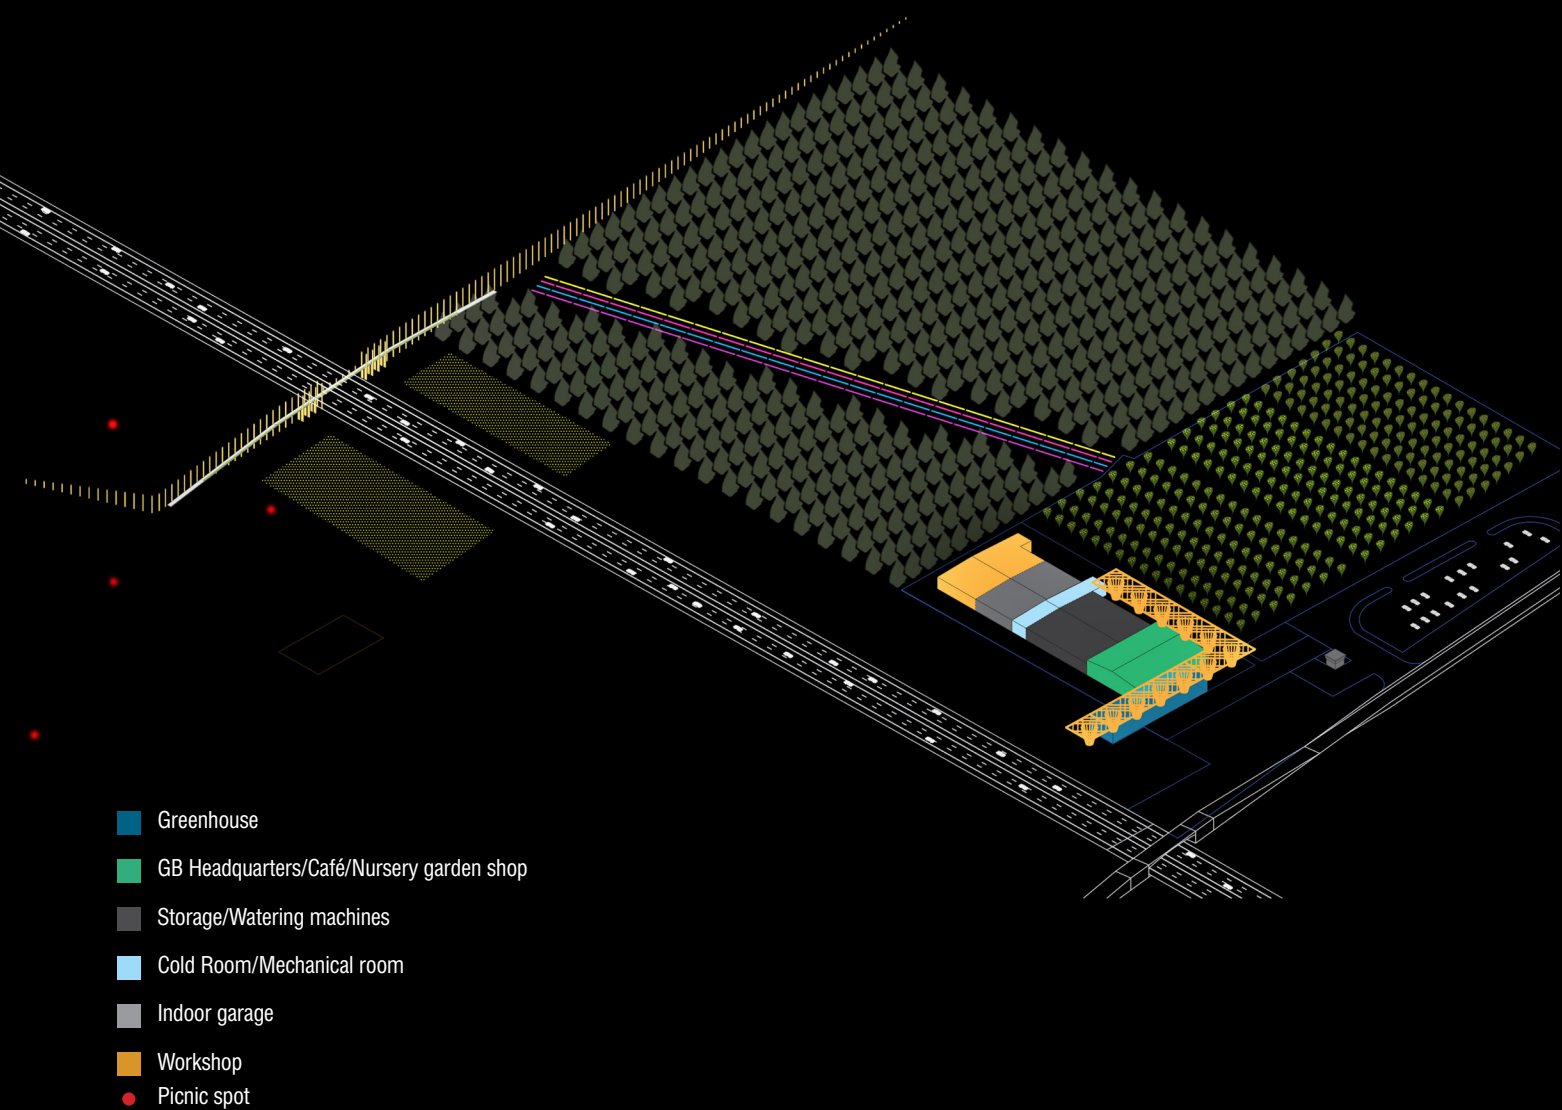 Greenhouse
GB Headquarters/Café/Nursery garden shop
Storage/Watering machines
Cold Room/Mechanical room
Indoor garage
Workshop
Picnic spot